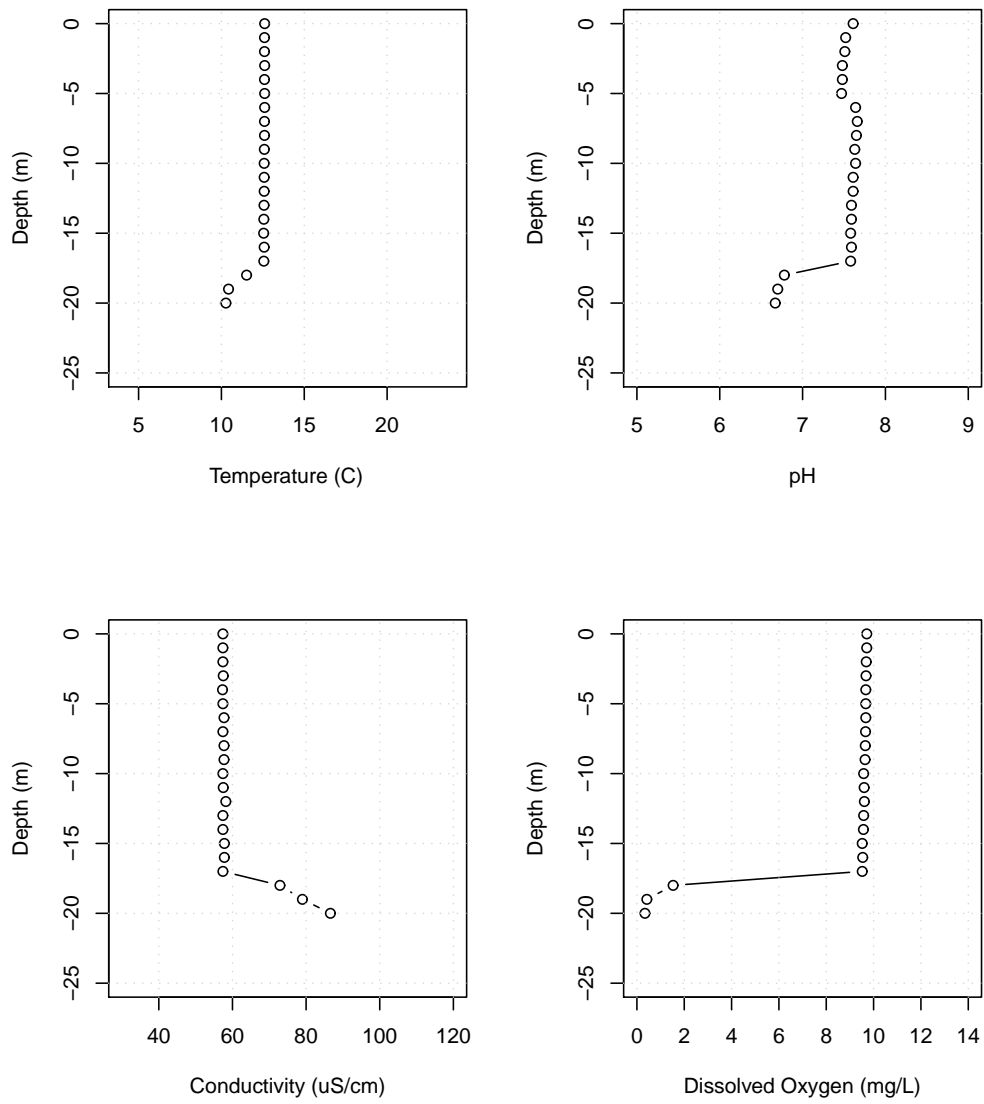 0
−5
−10
−15
−20
−25
Depth (m)
5 10 15 20
Temperature (C)
0
−5
−10
−15
−20
−25
Depth (m)
5 6 7 8 9
pH
0
−5
−10
−15
−20
−25
Depth (m)
40 60 80 100 120
Conductivity (uS/cm)
0
−5
−10
−15
−20
−25
Depth (m)
0 2 4 6 8 10 12 14
Dissolved Oxygen (mg/L)